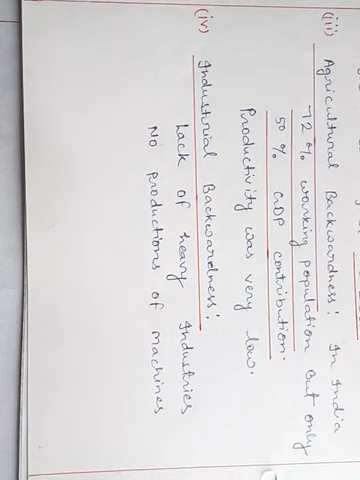 (iii) Agricultural Backwardness: In India
72% working population But only
50% GDP contribution.
Productivity was very low.
(iv) Industrial Backwardness:
Lack of heavy Industries
No productions of machines